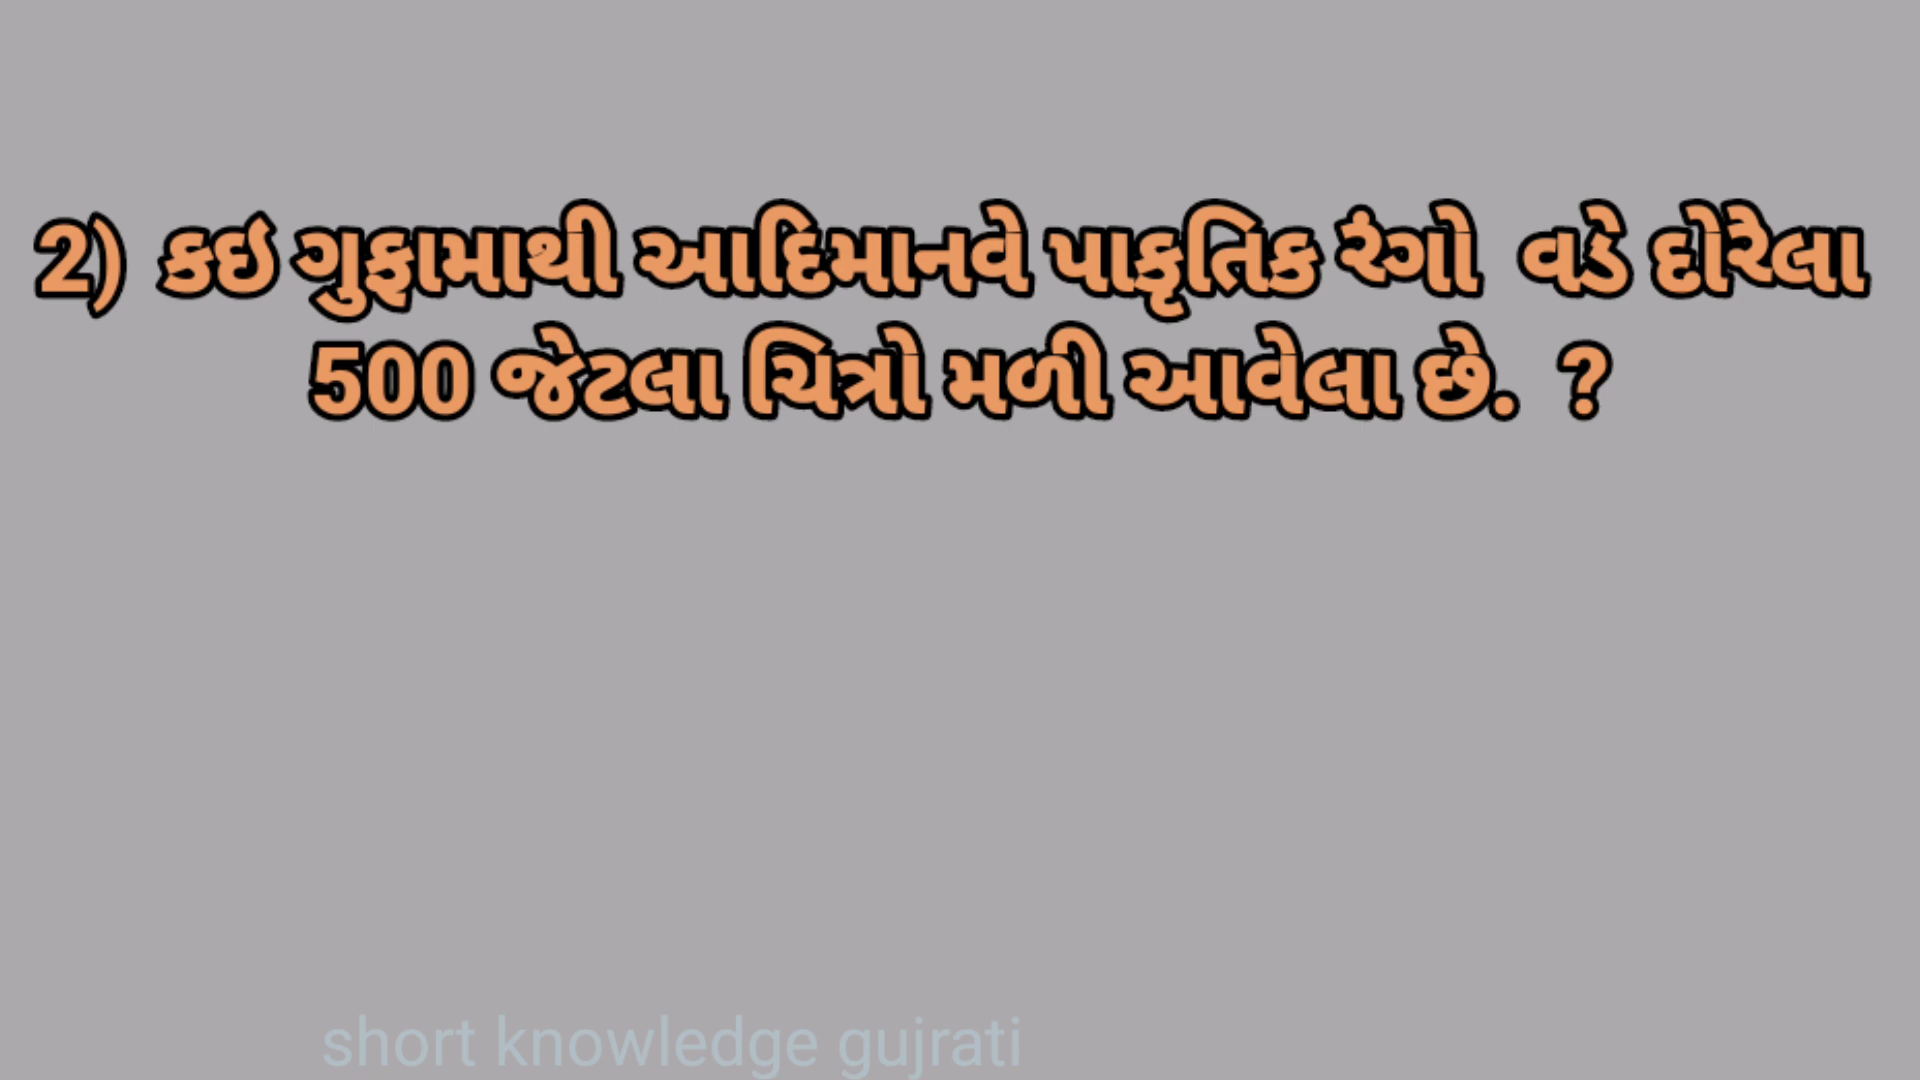 2) કઇ ગુફામાથી આદિમાનવે પાકૃતિક રંગો વડે દોરેલા
500 જેટલા ચિત્રો મળી આવેલા છે. ?
short knowledge gujrati